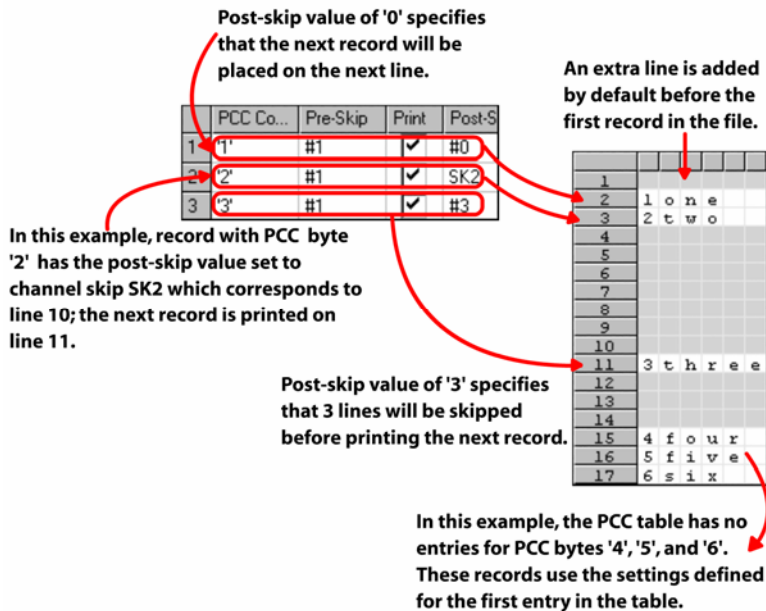 Post-skip value of '0' specifies
that the next record will be
placed on the next line.
An extra line is added
by default before the
first record in the file.
PCC Co... Pre-Skip Print Post-S
1 '1' #1 #0
2 '2' #1 SK2
3 '3' #1 #3
In this example, record with PCC byte
'2' has the post-skip value set to
channel skip SK2 which corresponds to
line 10; the next record is printed on
line 11.
1
2 1 o n e
3 2 t w o
4
5
6
7
8
9
10
11 3 t h r e e
12
13
14
15 4 f o u r
16 5 f i v e
17 6 s i x
Post-skip value of '3' specifies
that 3 lines will be skipped
before printing the next record.
In this example, the PCC table has no
entries for PCC bytes '4', '5', and '6'.
These records use the settings defined
for the first entry in the table.